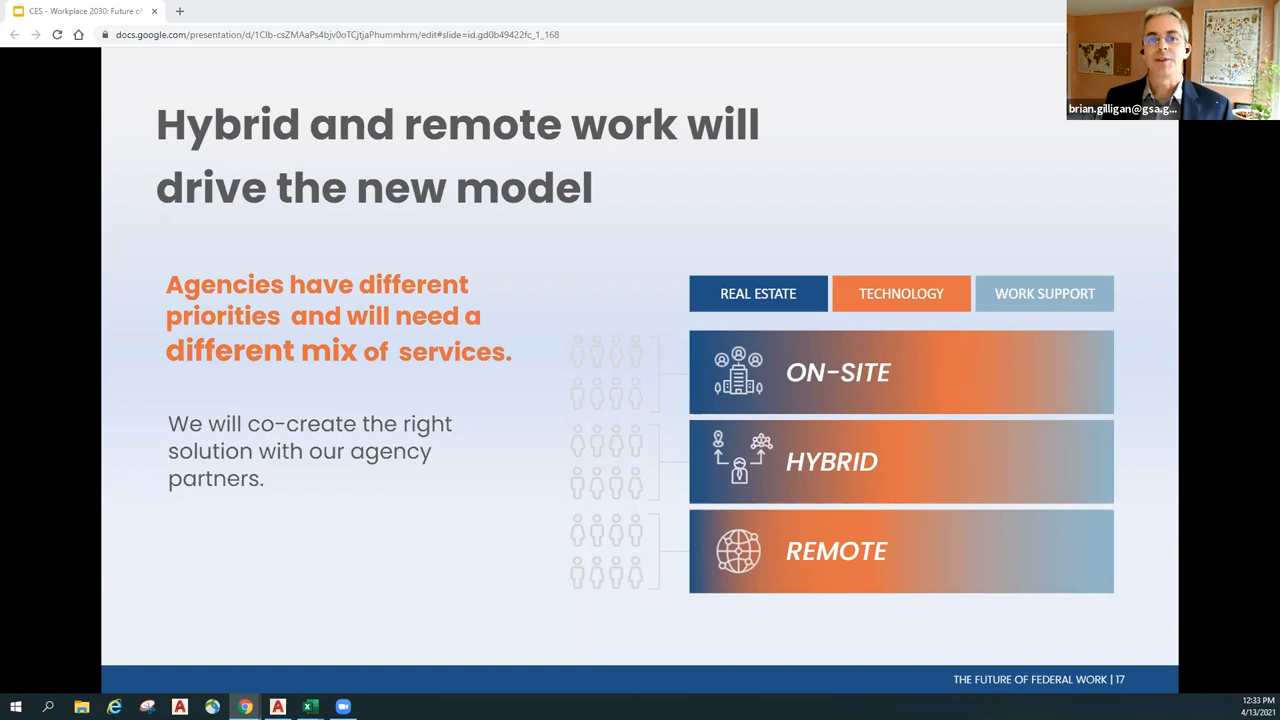 CES - Workplace 2030: Future of
docs.google.com/presentation/d/1CIb-csZMAaPs4bjv0oTCjtjaPhummhrm/edit#slide=id.gd0b49422fc_1_168
brian.gilligan@gsa.g...
Hybrid and remote work will
drive the new model
Agencies have different
priorities and will need a
different mix of services.
We will co-create the right
solution with our agency
partners.
REAL ESTATE
TECHNOLOGY
WORK SUPPORT
ON-SITE
HYBRID
REMOTE
THE FUTURE OF FEDERAL WORK | 17
12:33 PM
4/13/2021